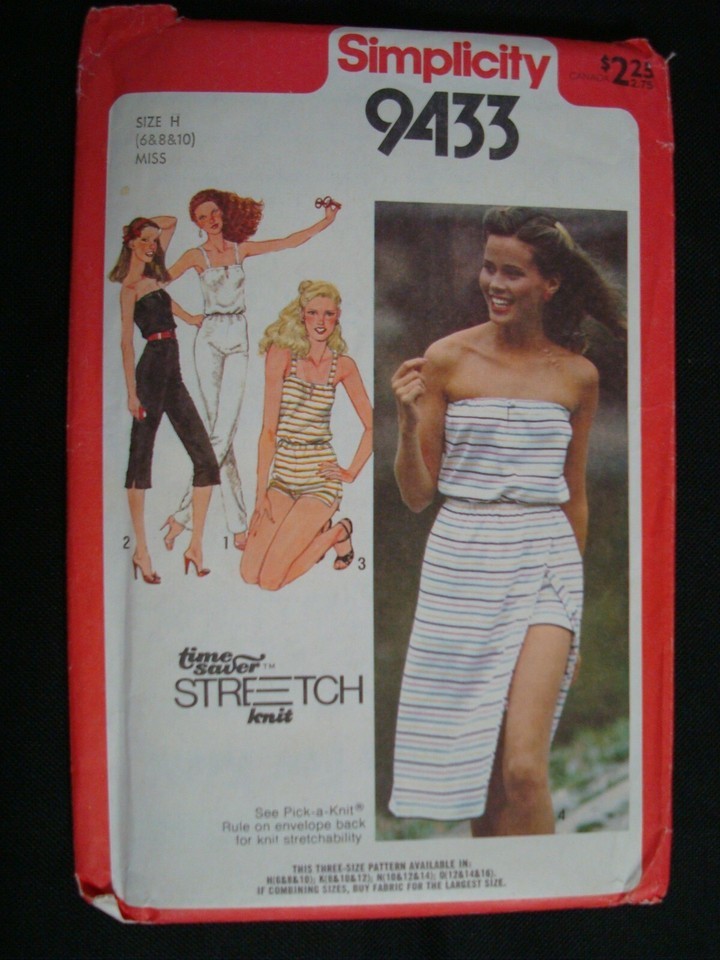 Simplicity
$2.25
CANADA 2.75
9433
SIZE H
(6&8&10)
MISS
2
1
3
4
time
saver™
STRETCH
knit
See Pick-a-Knit®
Rule on envelope back
for knit stretchability
THIS THREE-SIZE PATTERN AVAILABLE IN:
H(6&8&10); K(8&10&12); N(10&12&14); U(12&14&16).
IF COMBINING SIZES, BUY FABRIC FOR THE LARGEST SIZE.